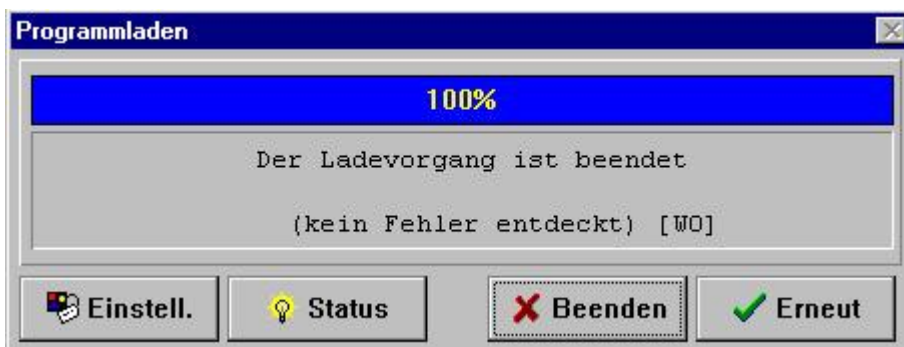 Programmladen
100%
Der Ladevorgang ist beendet
(kein Fehler entdeckt) [WO]
Einstell. Status Beenden Erneut